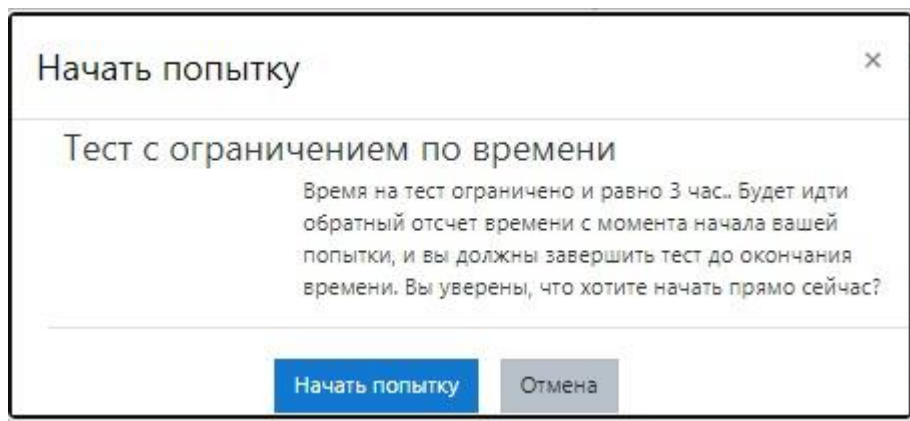 Начать попытку
×
Тест с ограничением по времени
Время на тест ограничено и равно 3 час.. Будет идти
обратный отсчет времени с момента начала вашей
попытки, и вы должны завершить тест до окончания
времени. Вы уверены, что хотите начать прямо сейчас?
Начать попытку Отмена